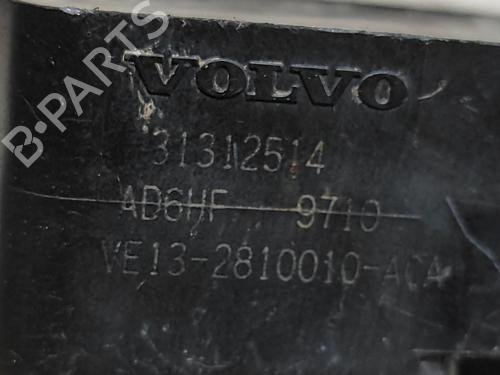 VOLVO
31312514
AD6HF 9710
VE13-2810010-ACA
B-PARTS